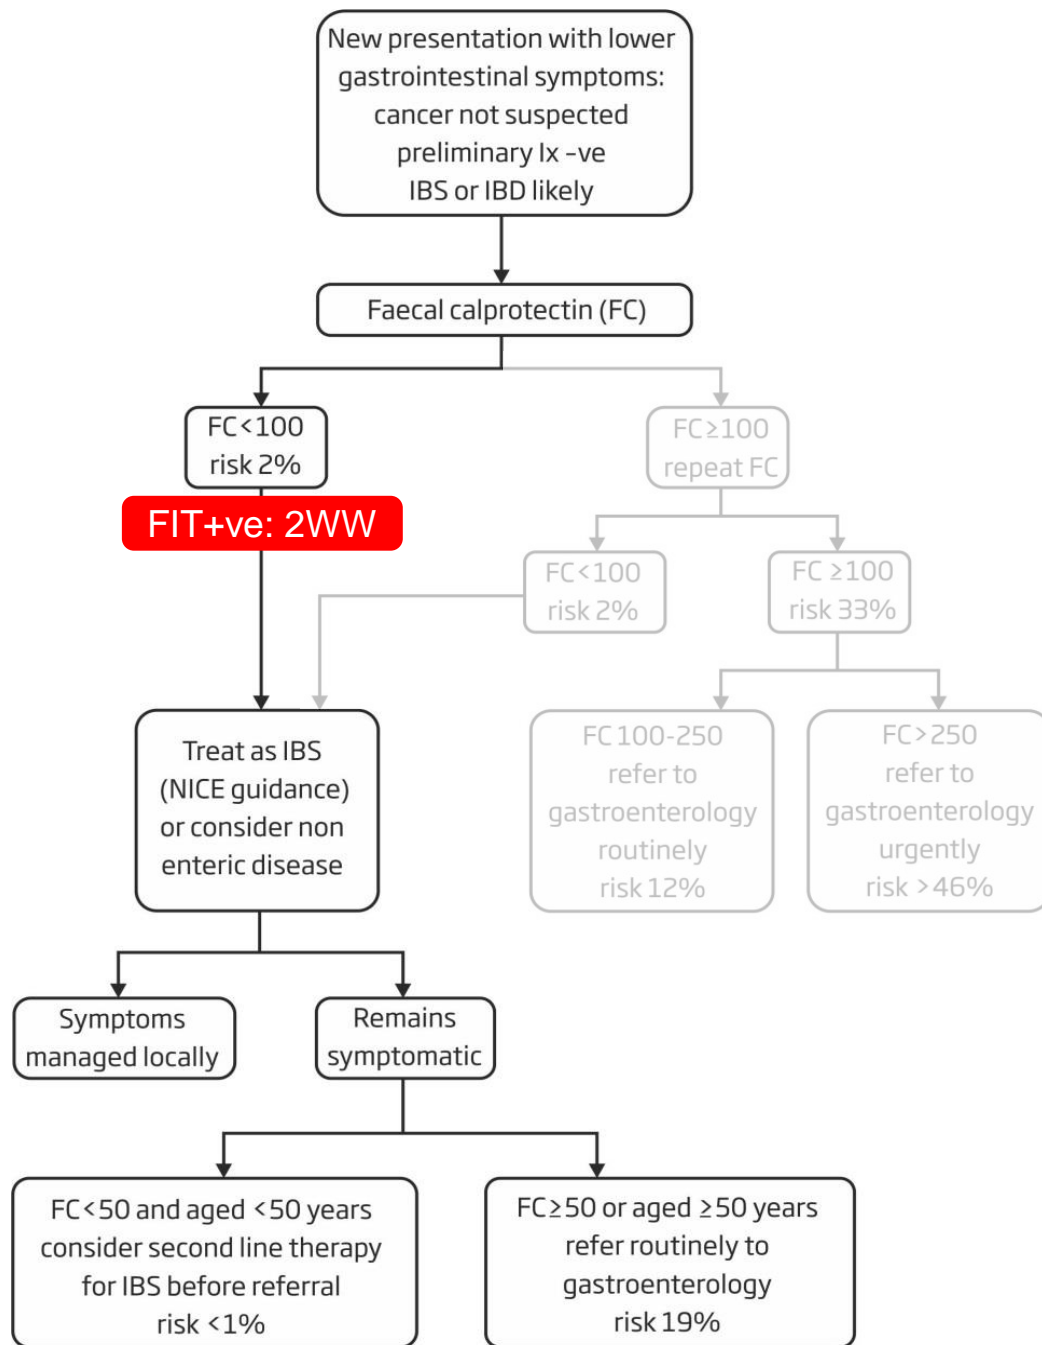 New presentation with lower
gastrointestinal symptoms:
cancer not suspected
preliminary Ix -ve
IBS or IBD likely
Faecal calprotectin (FC)
FC<100
risk 2%
FC≥100
repeat FC
FIT+ve: 2WW
FC<100
risk 2%
FC ≥100
risk 33%
Treat as IBS
(NICE guidance)
or consider non
enteric disease
FC 100-250
refer to
gastroenterology
routinely
risk 12%
FC>250
refer to
gastroenterology
urgently
risk >46%
Symptoms
managed locally
Remains
symptomatic
FC<50 and aged <50 years
consider second line therapy
for IBS before referral
risk <1%
FC≥50 or aged ≥50 years
refer routinely to
gastroenterology
risk 19%